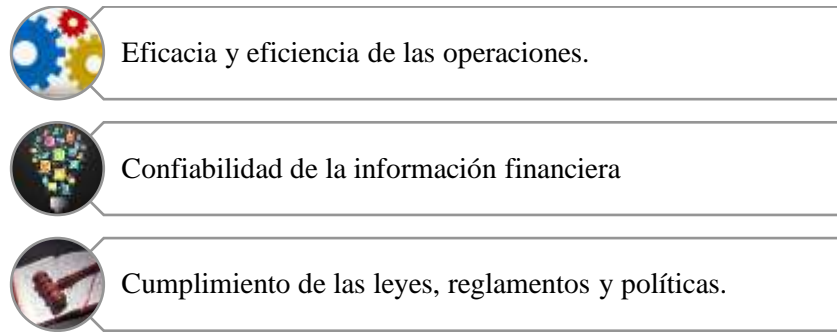 Eficacia y eficiencia de las operaciones.
Confiabilidad de la información financiera
Cumplimiento de las leyes, reglamentos y políticas.